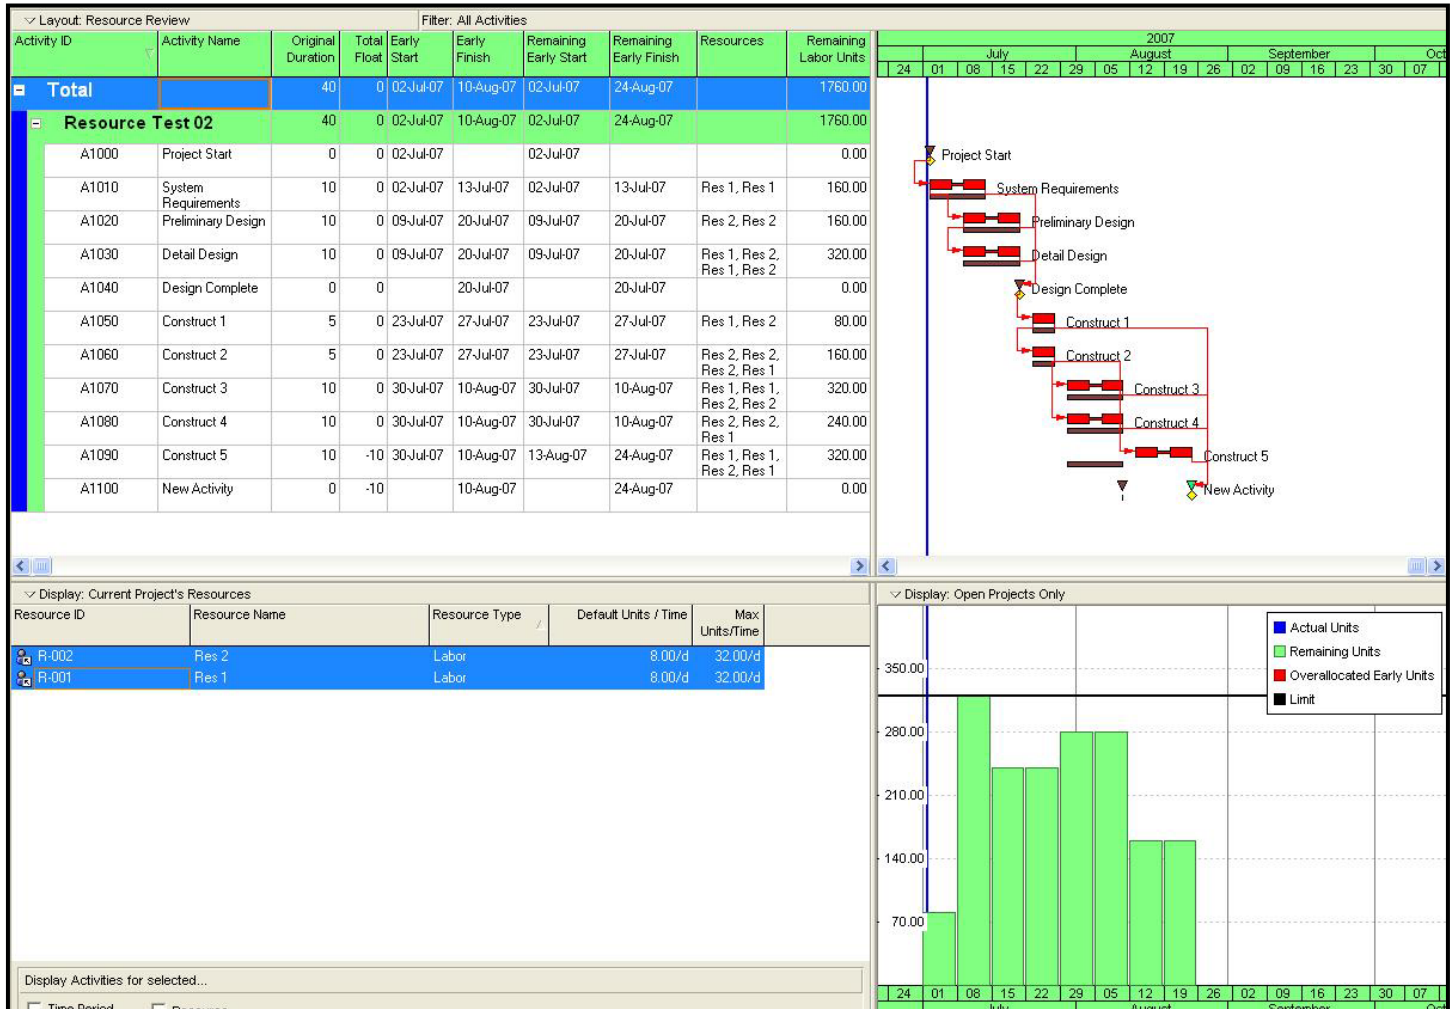 Layout: Resource Review Filter: All Activities
Activity ID Activity Name Original Duration Total Float Early Start Early Finish Remaining Early Start Remaining Early Finish Resources Remaining Labor Units
Total 40 0 02-Jul-07 10-Aug-07 02-Jul-07 24-Aug-07 1760.00
Resource Test 02 40 0 02-Jul-07 10-Aug-07 02-Jul-07 24-Aug-07 1760.00
A1000 Project Start 0 0 02-Jul-07 02-Jul-07 0.00
A1010 System Requirements 10 0 02-Jul-07 13-Jul-07 02-Jul-07 13-Jul-07 Res 1, Res 1 160.00
A1020 Preliminary Design 10 0 09-Jul-07 20-Jul-07 09-Jul-07 20-Jul-07 Res 2, Res 2 160.00
A1030 Detail Design 10 0 09-Jul-07 20-Jul-07 09-Jul-07 20-Jul-07 Res 1, Res 2, Res 1, Res 2 320.00
A1040 Design Complete 0 0 20-Jul-07 20-Jul-07 0.00
A1050 Construct 1 5 0 23-Jul-07 27-Jul-07 23-Jul-07 27-Jul-07 Res 1, Res 2 80.00
A1060 Construct 2 5 0 23-Jul-07 27-Jul-07 23-Jul-07 27-Jul-07 Res 2, Res 2, Res 2, Res 1 160.00
A1070 Construct 3 10 0 30-Jul-07 10-Aug-07 30-Jul-07 10-Aug-07 Res 1, Res 1, Res 2, Res 2 320.00
A1080 Construct 4 10 0 30-Jul-07 10-Aug-07 30-Jul-07 10-Aug-07 Res 2, Res 2, Res 1 240.00
A1090 Construct 5 10 -10 30-Jul-07 10-Aug-07 13-Aug-07 24-Aug-07 Res 1, Res 1, Res 2, Res 1 320.00
A1100 New Activity 0 -10 10-Aug-07 24-Aug-07 0.00
2007
July August September Oct
24 01 08 15 22 29 05 12 19 26 02 09 16 23 30 07
Project Start
System Requirements
Preliminary Design
Detail Design
Design Complete
Construct 1
Construct 2
Construct 3
Construct 4
Construct 5
New Activity
Display: Current Project's Resources
Resource ID Resource Name Resource Type Default Units / Time Max Units/Time
R-002 Res 2 Labor 8.00/d 32.00/d
R-001 Res 1 Labor 8.00/d 32.00/d
Display Activities for selected...
Time Period Resource
Display: Open Projects Only
Actual Units
Remaining Units
Overallocated Early Units
Limit
350.00
280.00
210.00
140.00
70.00
24 01 08 15 22 29 05 12 19 26 02 09 16 23 30 07
July August September Oct